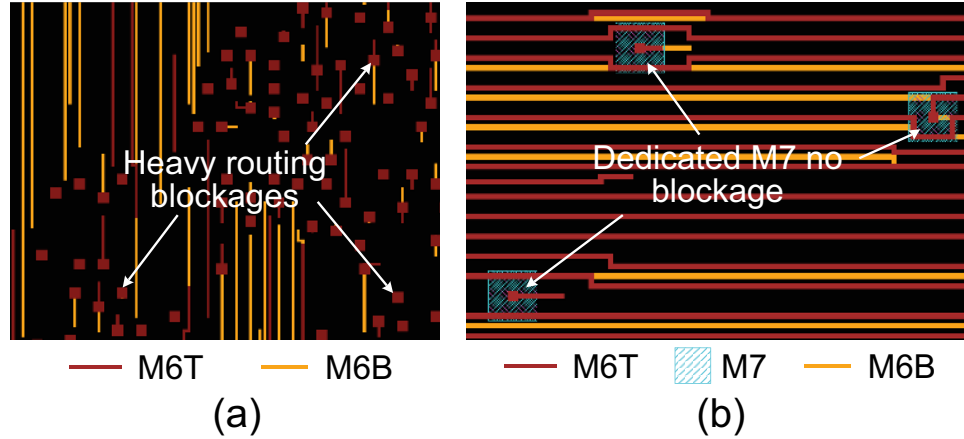 Heavy routing
blockages
M6T
M6B
(a)
Dedicated M7 no
blockage
M6T
M7
M6B
(b)